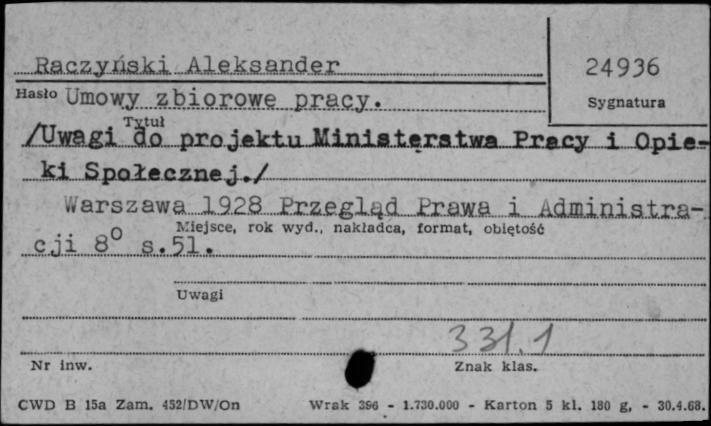 Raczyński Aleksander
24936
Hasło
Sygnatura
Umowy zbiorowe pracy.
Tytuł
/Uwagi do projektu Ministerstwa Pracy i Opie-
ki Społecznej./
Warszawa 1928 Przegląd Prawa i Administra-
Miejsce, rok wyd., nakładca, format, objętość
cji 8° s.51.
Uwagi
331.1
Nr inw.
Znak klas.
CWD B 15a Zam. 452/DW/On
Wrak 396 - 1.730.000 - Karton 5 kl. 180 g. - 30.4.68.